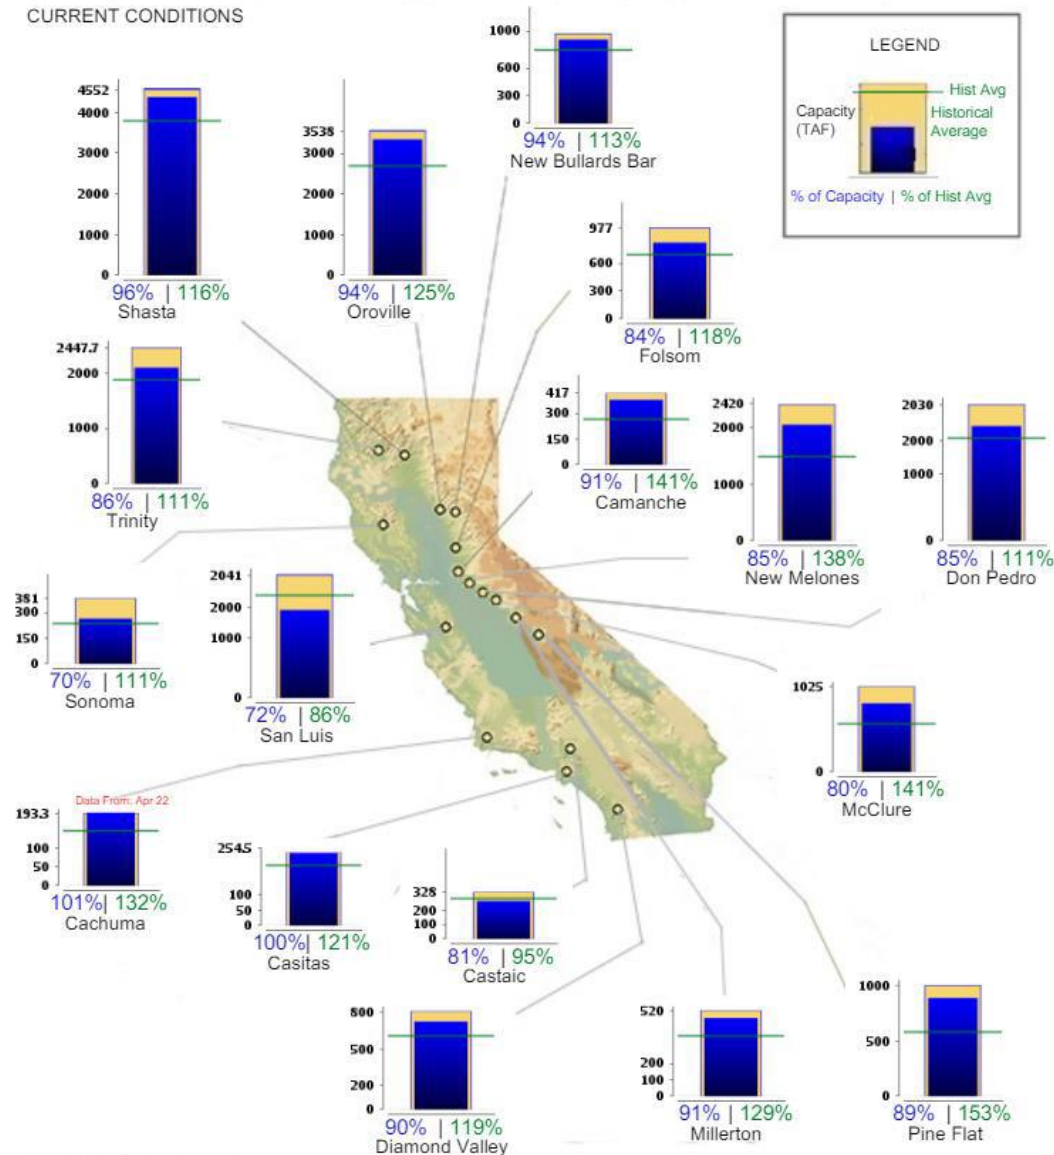 CURRENT CONDITIONS
1000
600
300
0
94% | 113%
New Bullards Bar
LEGEND
Hist Avg
Capacity
(TAF)
Historical
Average
% of Capacity | % of Hist Avg
4552
4000
3000
2000
1000
0
96% | 116%
Shasta
3538
3000
2000
1000
0
94% | 125%
Oroville
977
600
300
0
84% | 118%
Folsom
2447.7
2000
1000
0
86% | 111%
Trinity
417
300
150
0
91% | 141%
Camanche
2420
2000
1000
0
85% | 138%
New Melones
2030
2000
1000
0
85% | 111%
Don Pedro
381
300
150
0
70% | 111%
Sonoma
2041
2000
1000
0
72% | 86%
San Luis
1025
0
80% | 141%
McClure
Data From: Apr 22
193.3
100
50
0
101% | 132%
Cachuma
254.5
100
50
0
100% | 121%
Casitas
328
200
100
0
81% | 95%
Castaic
800
500
200
0
90% | 119%
Diamond Valley
520
200
100
0
91% | 129%
Millerton
1000
500
0
89% | 153%
Pine Flat